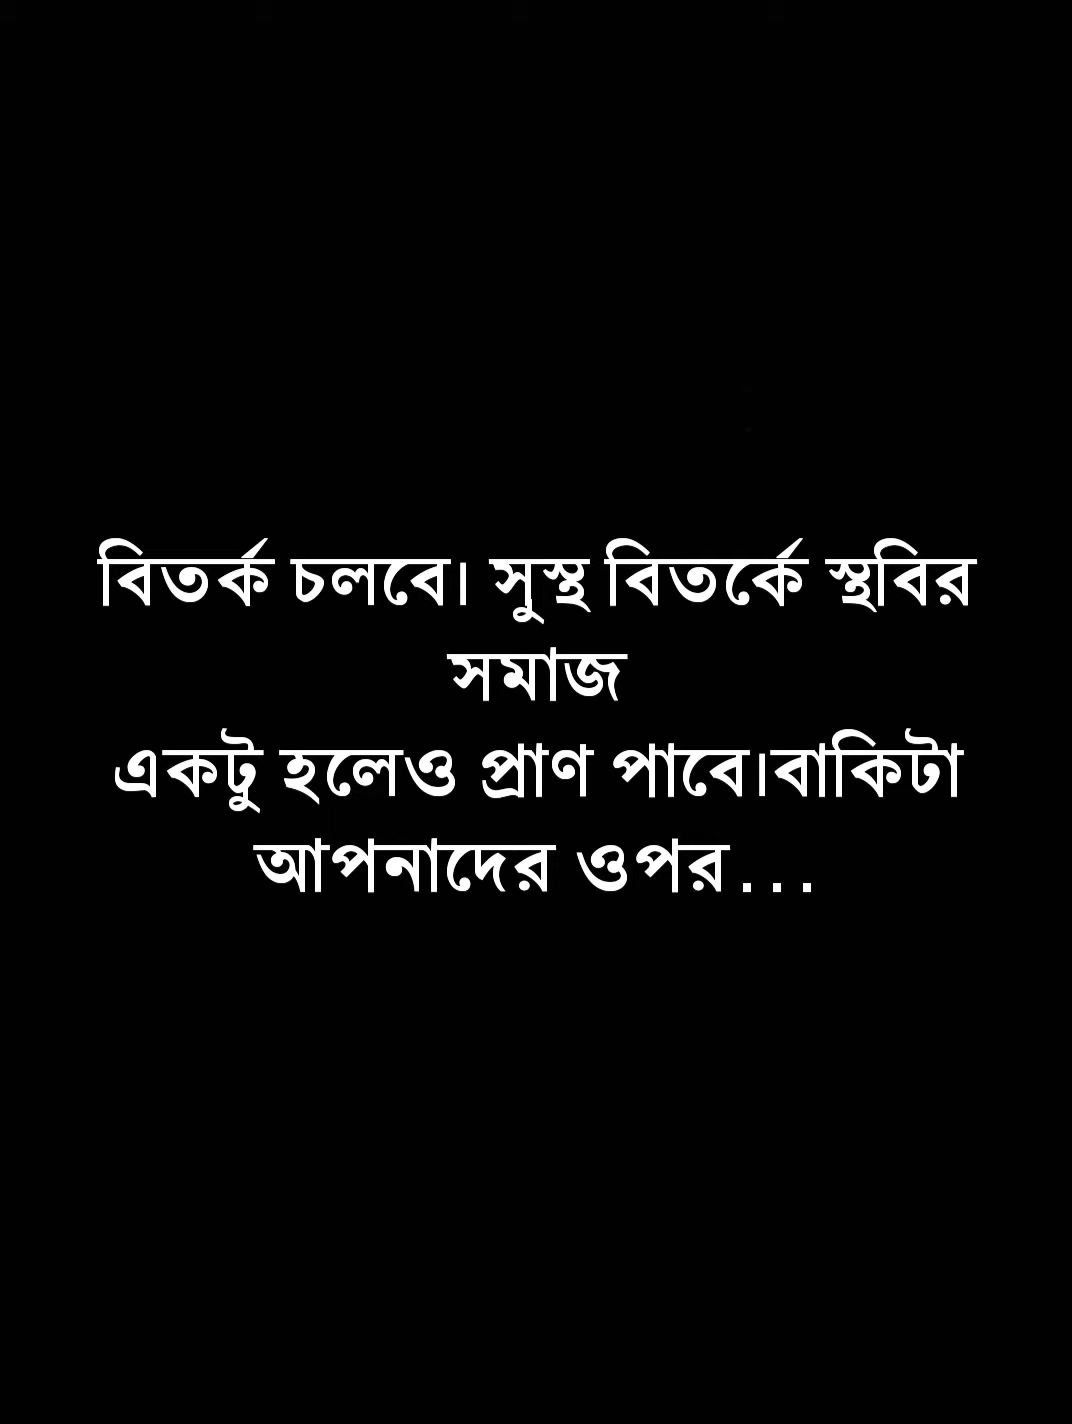 বিতর্ক চলবে। সুস্থ বিতর্কে স্থবির
সমাজ
একটু হলেও প্রাণ পাবে।বাকিটা
আপনাদের ওপর...